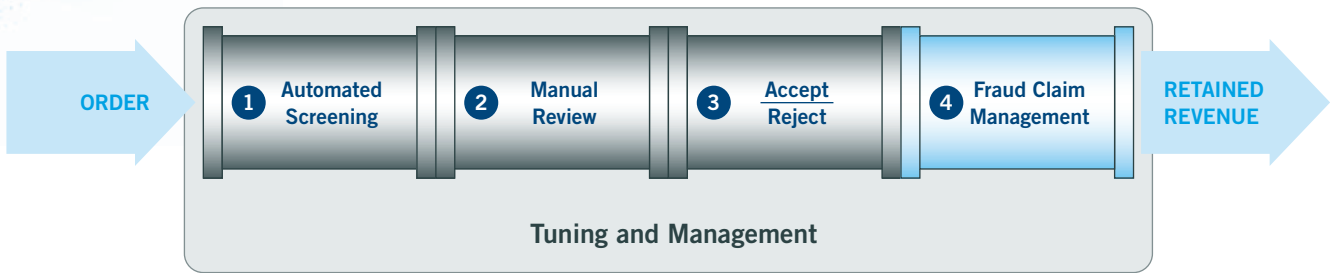 ORDER
1 Automated
Screening
2 Manual
Review
3 Accept
Reject
4 Fraud Claim
Management
RETAINED
REVENUE
Tuning and Management